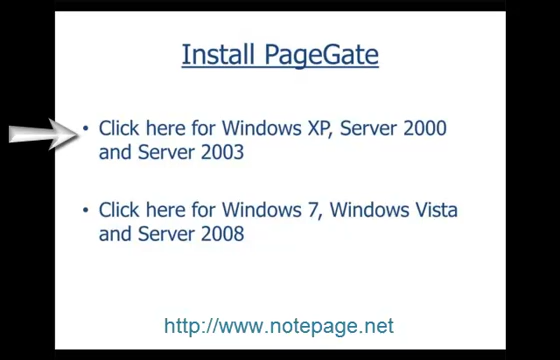 Install PageGate
• Click here for Windows XP, Server 2000
and Server 2003
• Click here for Windows 7, Windows Vista
and Server 2008
http://www.notepage.net